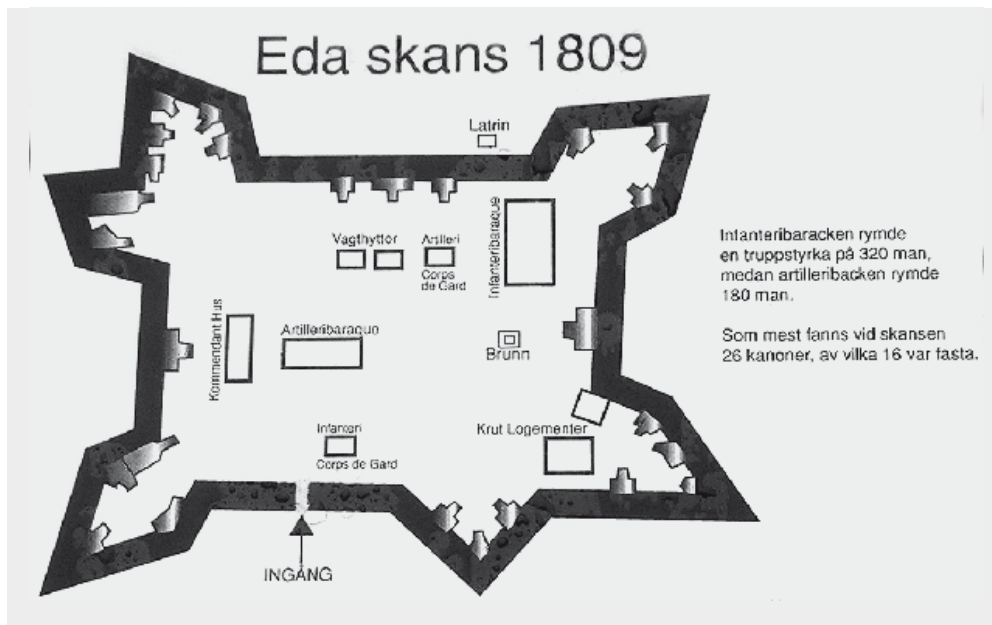 Eda skans 1809
Latrin
Vagthyttor
Artilleri
Corps
de Gard
Infanteribaraque
Infanteribaracken rymde
en truppstyrka på 320 man,
medan artilleribacken rymde
180 man.
Som mest fanns vid skansen
26 kanoner, av vilka 16 var fasta.
Kommendant Hus
Artilleribaraque
Brunn
Infanteri
Corps de Gard
Krut Logementer
INGÅNG